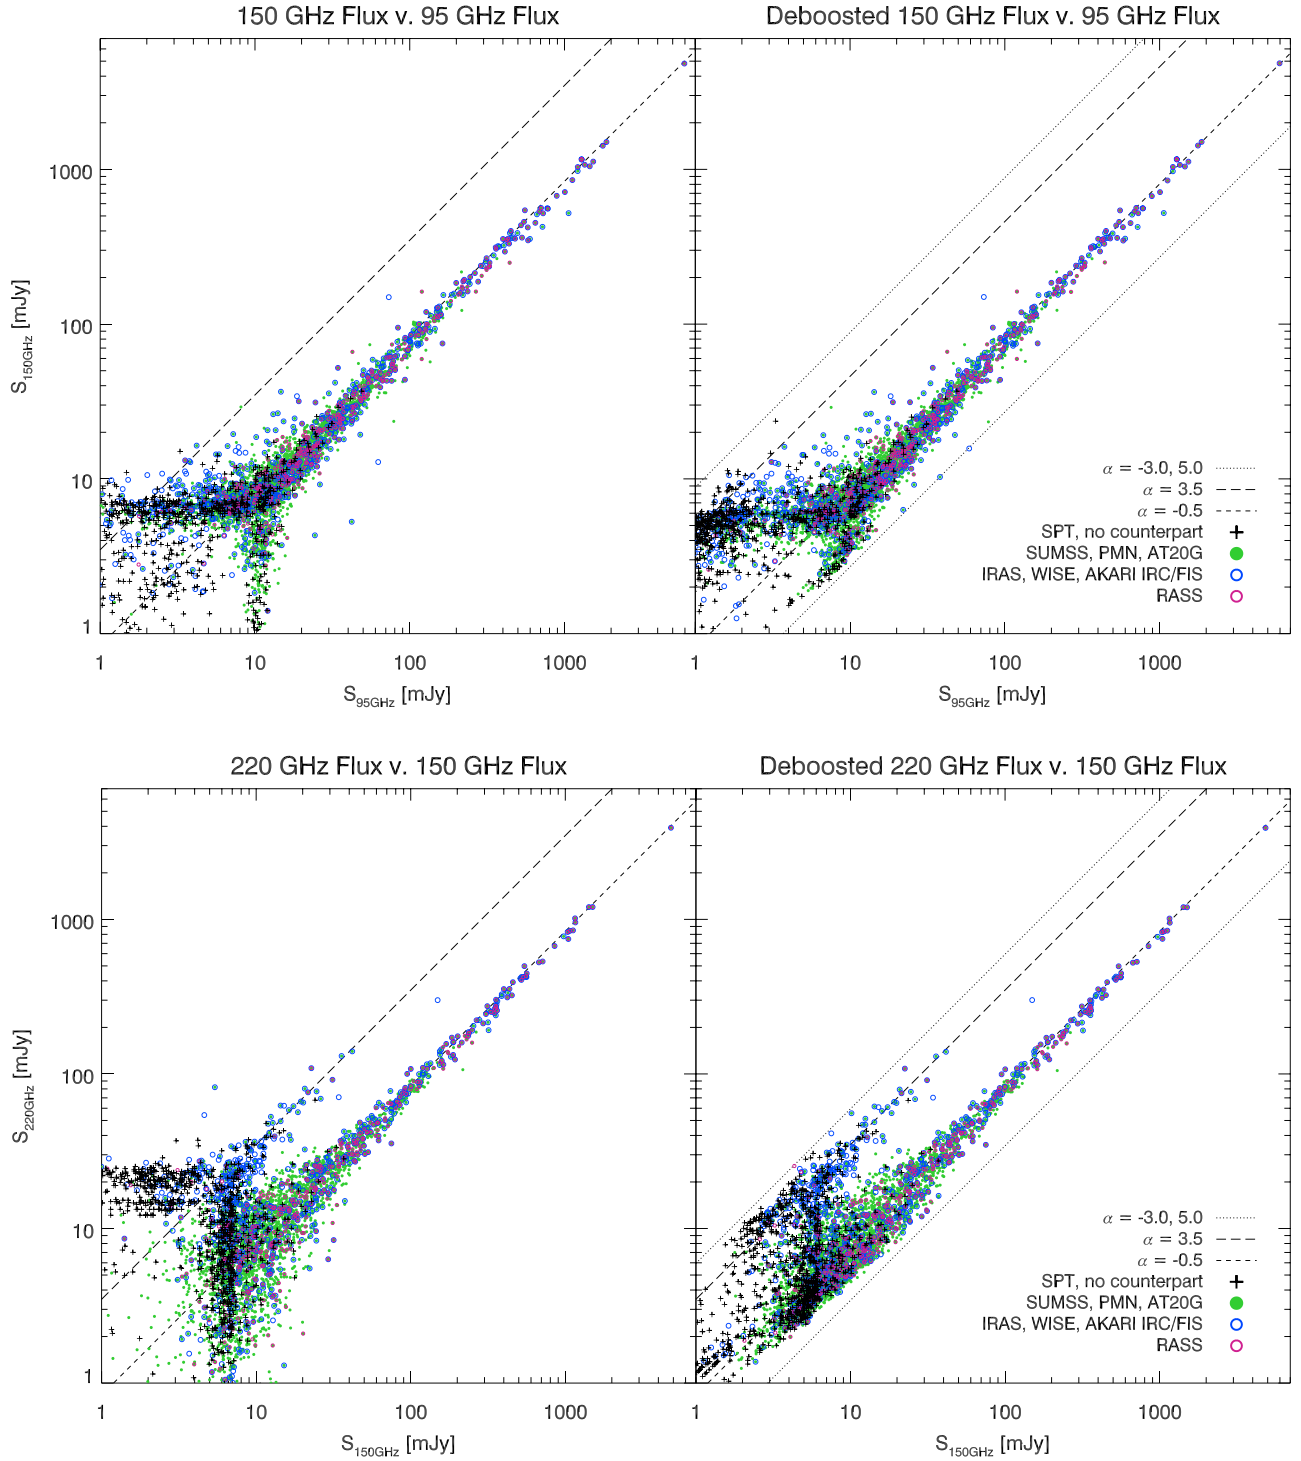 150 GHz Flux v. 95 GHz Flux
Deboosted 150 GHz Flux v. 95 GHz Flux
1000
100
10
1
S150GHz [mJy]
α = -3.0, 5.0
α = 3.5
α = -0.5
SPT, no counterpart
SUMSS, PMN, AT20G
IRAS, WISE, AKARI IRC/FIS
RASS
1 10 100 1000
1 10 100 1000
S95GHz [mJy]
S95GHz [mJy]
220 GHz Flux v. 150 GHz Flux
Deboosted 220 GHz Flux v. 150 GHz Flux
1000
100
10
1
S220GHz [mJy]
α = -3.0, 5.0
α = 3.5
α = -0.5
SPT, no counterpart
SUMSS, PMN, AT20G
IRAS, WISE, AKARI IRC/FIS
RASS
1 10 100 1000
1 10 100 1000
S150GHz [mJy]
S150GHz [mJy]